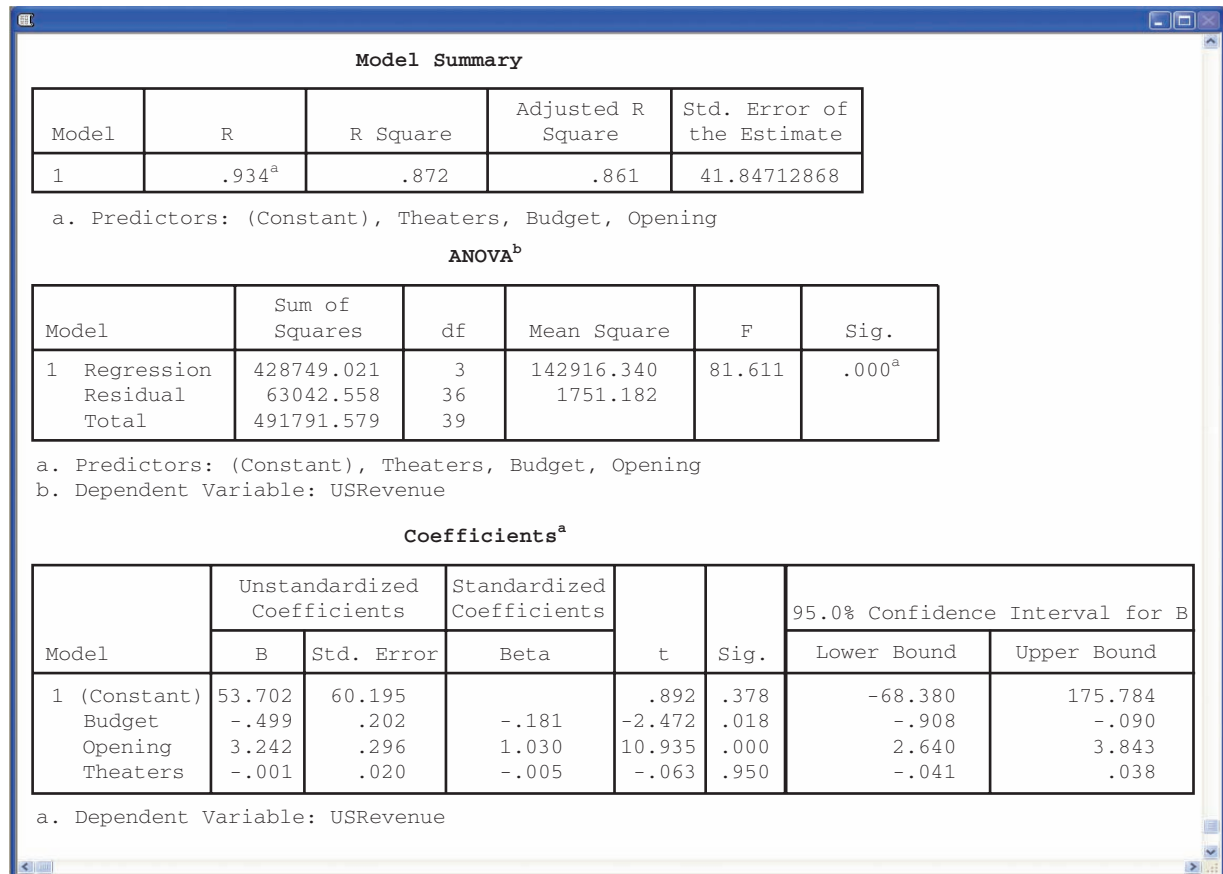 Model Summary
Model R R Square Adjusted R Square Std. Error of the Estimate
1 .934a .872 .861 41.84712868
a. Predictors: (Constant), Theaters, Budget, Opening
ANOVAb
Model Sum of Squares df Mean Square F Sig.
1 Regression 428749.021 3 142916.340 81.611 .000a
Residual 63042.558 36 1751.182
Total 491791.579 39
a. Predictors: (Constant), Theaters, Budget, Opening
b. Dependent Variable: USRevenue
Coefficientsa
Unstandardized Coefficients Standardized Coefficients 95.0% Confidence Interval for B
Model B Std. Error Beta t Sig. Lower Bound Upper Bound
1 (Constant) 53.702 60.195 .892 .378 -68.380 175.784
Budget -.499 .202 -.181 -2.472 .018 -.908 -.090
Opening 3.242 .296 1.030 10.935 .000 2.640 3.843
Theaters -.001 .020 -.005 -.063 .950 -.041 .038
a. Dependent Variable: USRevenue